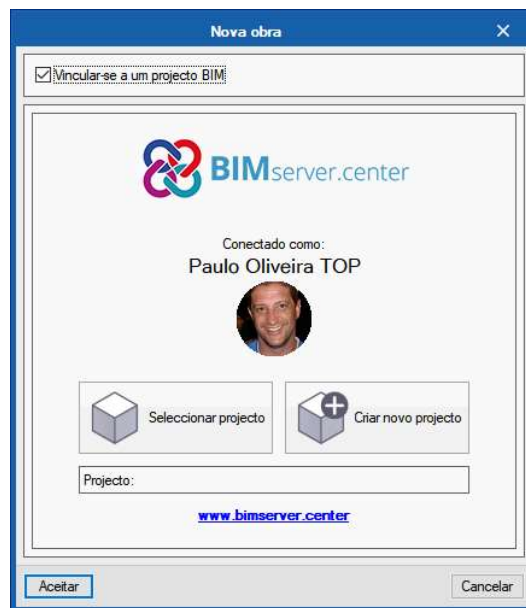 Nova obra
Vincular-se a um projecto BIM
BIMserver.center
Conectado como:
Paulo Oliveira TOP
Seleccionar projecto
Criar novo projecto
Projecto:
www.bimserver.center
Aceitar
Cancelar